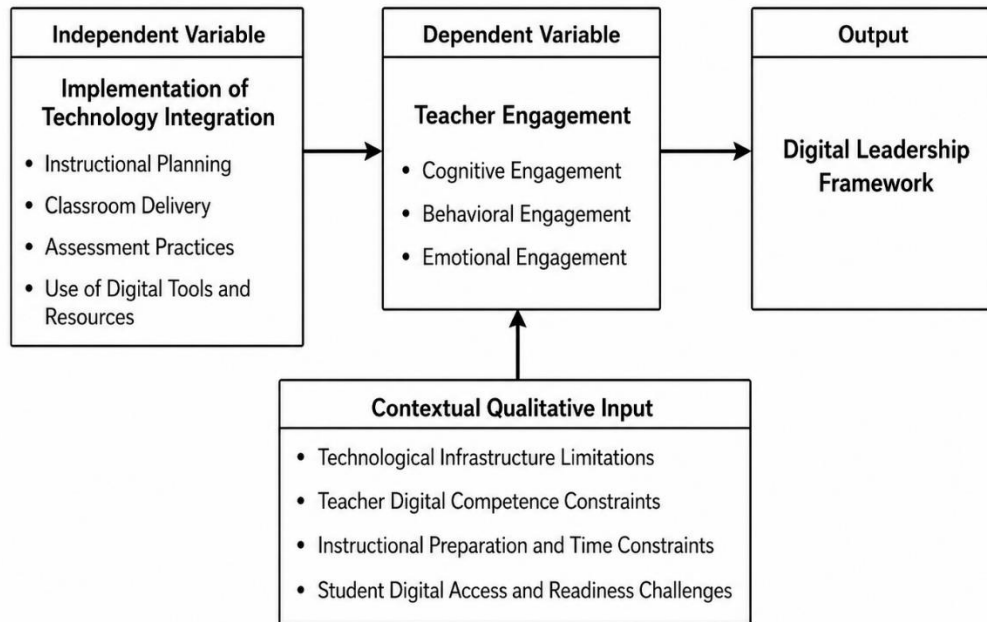 Independent Variable
Implementation of
Technology Integration
• Instructional Planning
• Classroom Delivery
• Assessment Practices
• Use of Digital Tools and
Resources
Dependent Variable
Teacher Engagement
• Cognitive Engagement
• Behavioral Engagement
• Emotional Engagement
Output
Digital Leadership
Framework
Contextual Qualitative Input
• Technological Infrastructure Limitations
• Teacher Digital Competence Constraints
• Instructional Preparation and Time Constraints
• Student Digital Access and Readiness Challenges